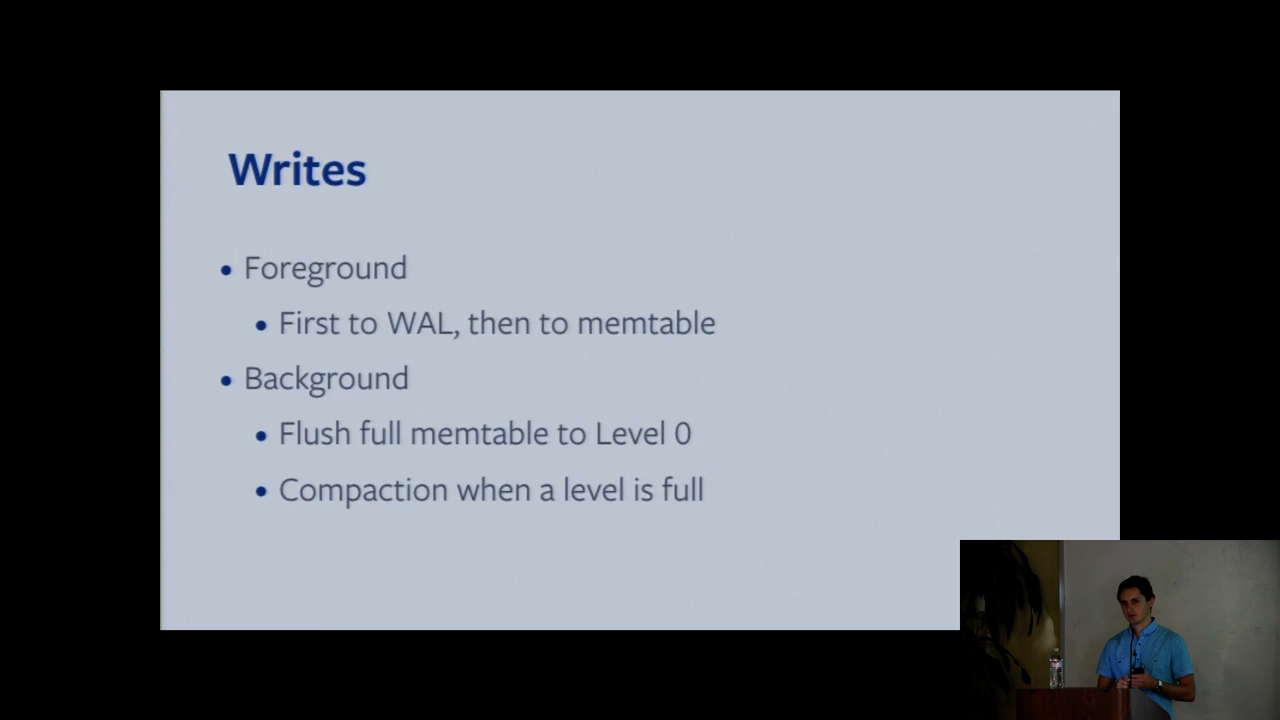 Writes
• Foreground
• First to WAL, then to memtable
• Background
• Flush full memtable to Level 0
• Compaction when a level is full